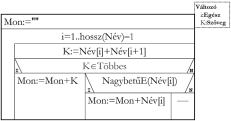 Mon:=""
Változó
i:Egész
K:Szöveg
i=1..hossz(Név)-1
K:=Név[i]+Név[i+1]
K∈Többes
I
N
Mon:=Mon+K
NagybetűE(Név[i])
I
N
Mon:=Mon+Név[i]
—